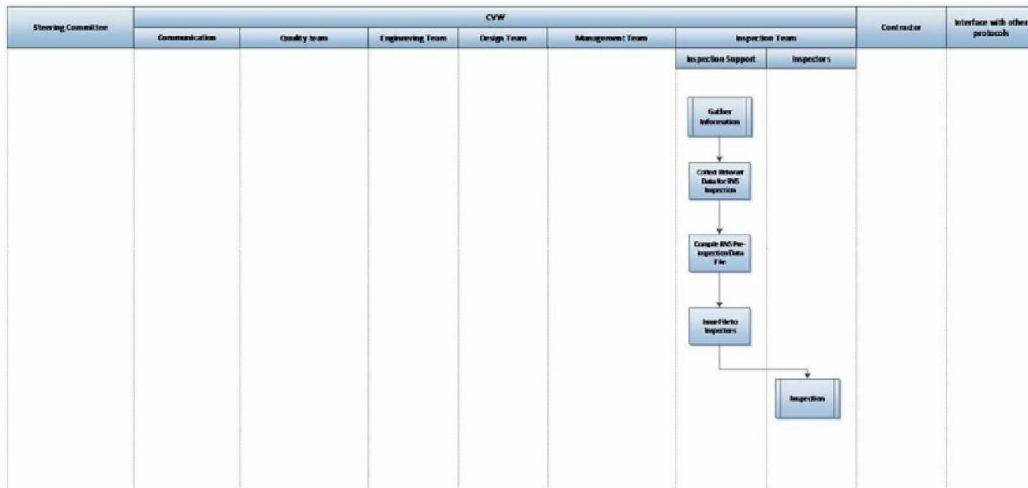 Steering Committee
CVW
Contractor
Interface with other
protocols
Communication
Quality team
Engineering Team
Design Team
Management Team
Inspection Team
Inspection Support
Inspectors
Gather
Information
Collect Relevant
Data for RVS
Inspection
Compile RVS Pre-
inspection Data
File
Issue File to
Inspectors
Inspection